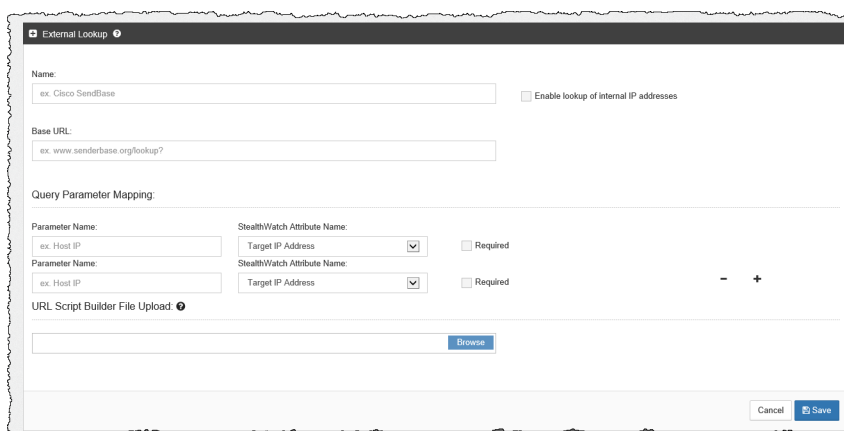 External Lookup ?
Name:
ex. Cisco SendBase
Enable lookup of internal IP addresses
Base URL:
ex. www.senderbase.org/lookup?
Query Parameter Mapping:
Parameter Name: StealthWatch Attribute Name:
ex. Host IP Target IP Address Required
Parameter Name: StealthWatch Attribute Name:
ex. Host IP Target IP Address Required - +
URL Script Builder File Upload: ?
Browse
Cancel Save